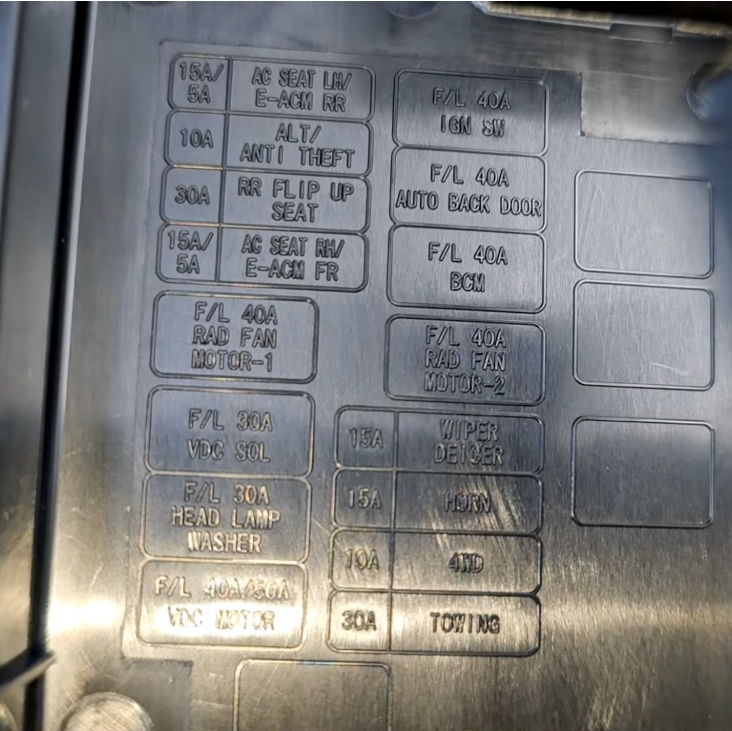 15A/
5A
AC SEAT LH/
E-ACM RR
10A
ALT/
ANTI THEFT
30A
RR FLIP UP
SEAT
15A/
5A
AC SEAT RH/
E-ACM FR
F/L 40A
RAD FAN
MOTOR-1
F/L 30A
VDC SOL
F/L 30A
HEAD LAMP
WASHER
F/L 40A/50A
VDC MOTOR
F/L 40A
IGN SW
F/L 40A
AUTO BACK DOOR
F/L 40A
BCM
F/L 40A
RAD FAN
MOTOR-2
15A
WIPER
DEICER
15A
HORN
10A
4WD
30A
TOWING